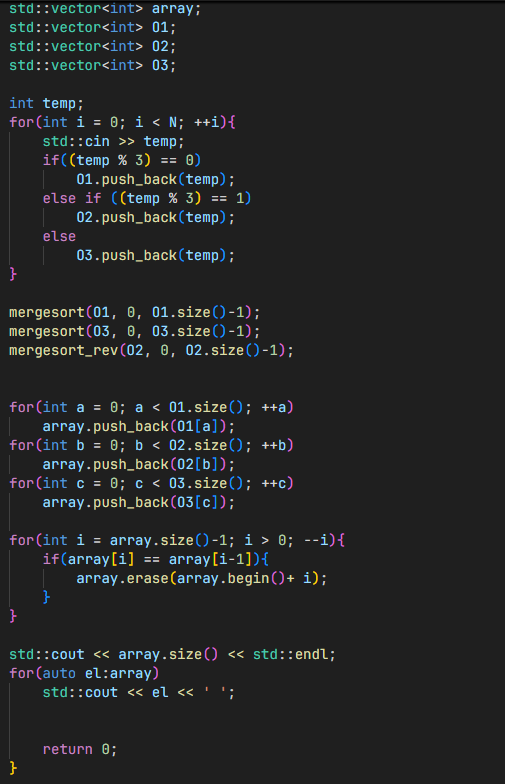 std::vector<int> array;
std::vector<int> O1;
std::vector<int> O2;
std::vector<int> O3;
int temp;
for(int i = 0; i < N; ++i){
std::cin >> temp;
if((temp % 3) == 0)
O1.push_back(temp);
else if ((temp % 3) == 1)
O2.push_back(temp);
else
O3.push_back(temp);
}
mergesort(O1, 0, O1.size()-1);
mergesort(O3, 0, O3.size()-1);
mergesort_rev(O2, 0, O2.size()-1);
for(int a = 0; a < O1.size(); ++a)
array.push_back(O1[a]);
for(int b = 0; b < O2.size(); ++b)
array.push_back(O2[b]);
for(int c = 0; c < O3.size(); ++c)
array.push_back(O3[c]);
for(int i = array.size()-1; i > 0; --i){
if(array[i] == array[i-1]){
array.erase(array.begin()+ i);
}
}
std::cout << array.size() << std::endl;
for(auto el:array)
std::cout << el << ' ';
return 0;
}